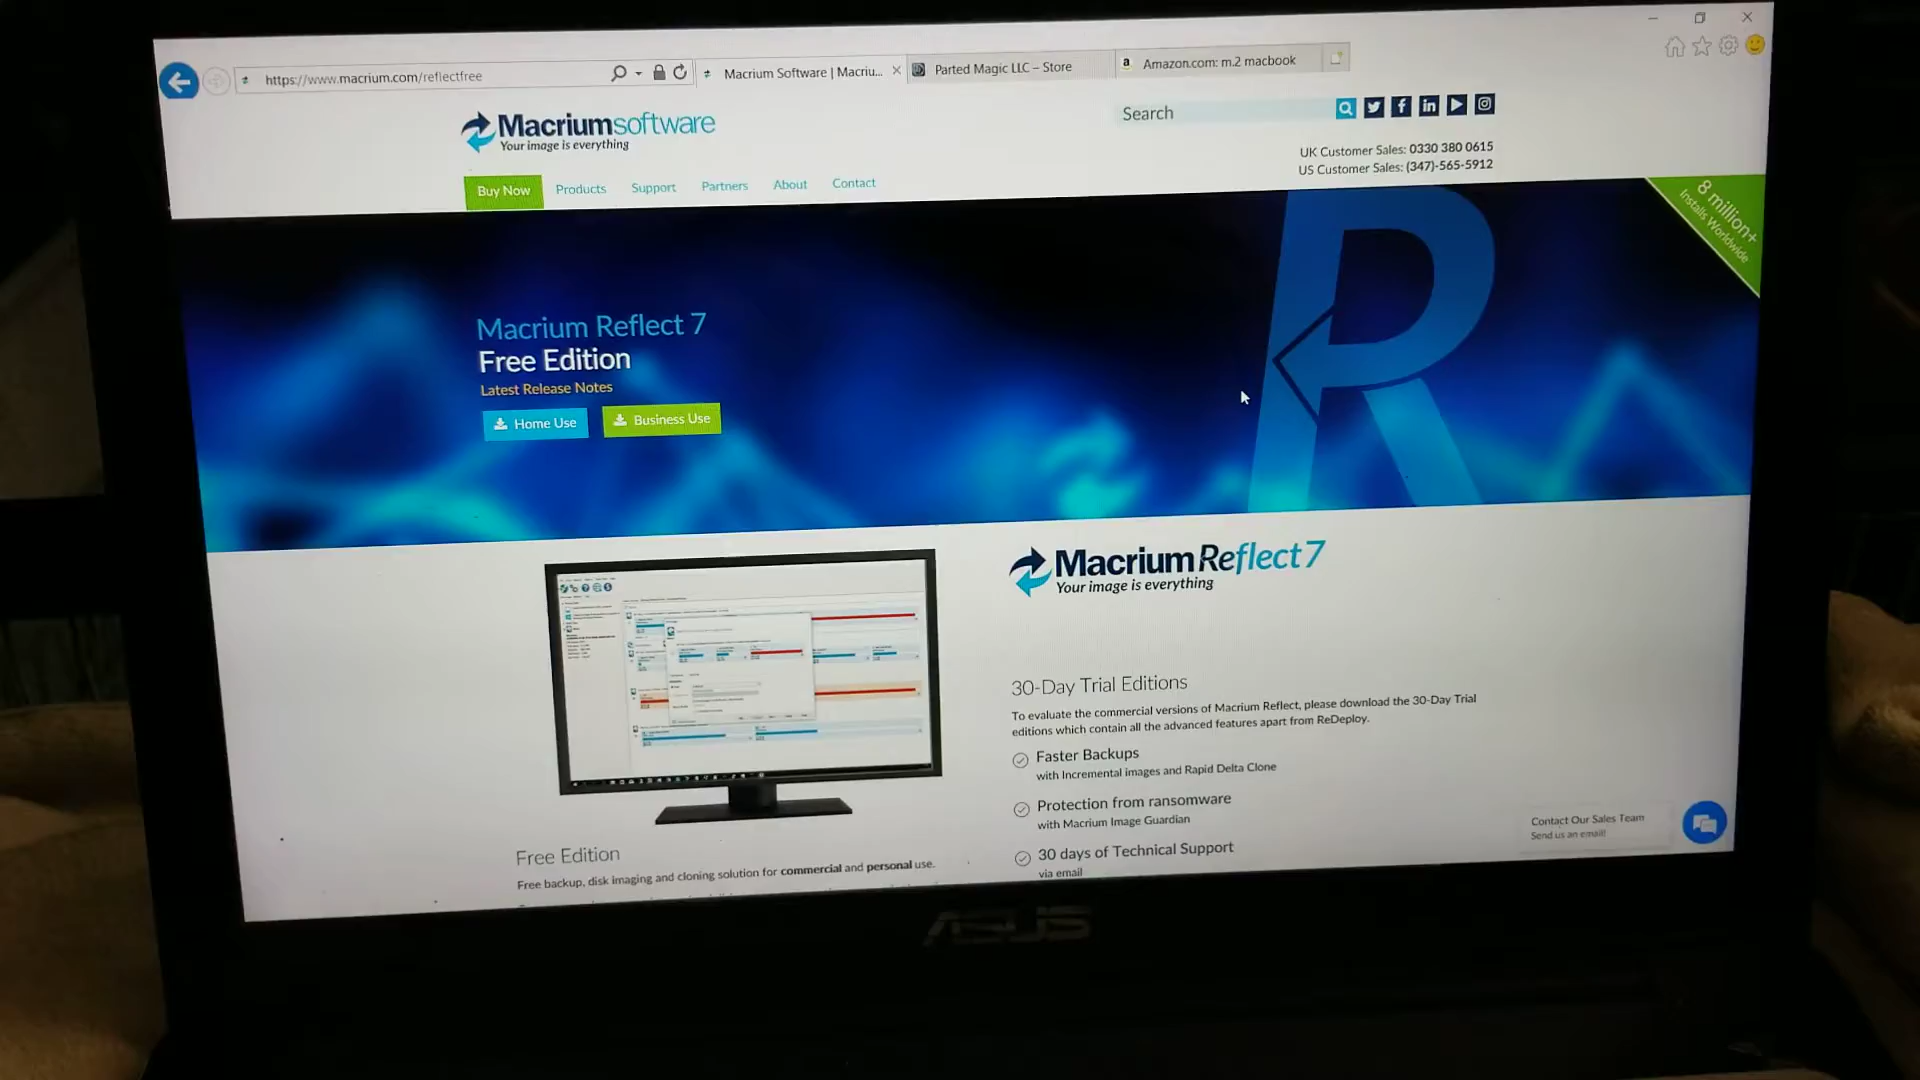 https://www.macrium.com/reflectfree
Macrium Software | Macriu...
Parted Magic LLC – Store
Amazon.com: m.2 macbook
Macriumsoftware
Your image is everything
Search
UK Customer Sales: 0330 380 0615
US Customer Sales: (347)-565-5912
Buy Now
Products
Support
Partners
About
Contact
8 million+
Installs Worldwide
Macrium Reflect 7
Free Edition
Latest Release Notes
Home Use
Business Use
Macrium Reflect 7
Your image is everything
30-Day Trial Editions
To evaluate the commercial versions of Macrium Reflect, please download the 30-Day Trial
editions which contain all the advanced features apart from ReDeploy.
Faster Backups
with Incremental images and Rapid Delta Clone
Protection from ransomware
with Macrium Image Guardian
30 days of Technical Support
via email
Free Edition
Free backup, disk imaging and cloning solution for commercial and personal use.
Contact Our Sales Team
Send us an email!
ASUS